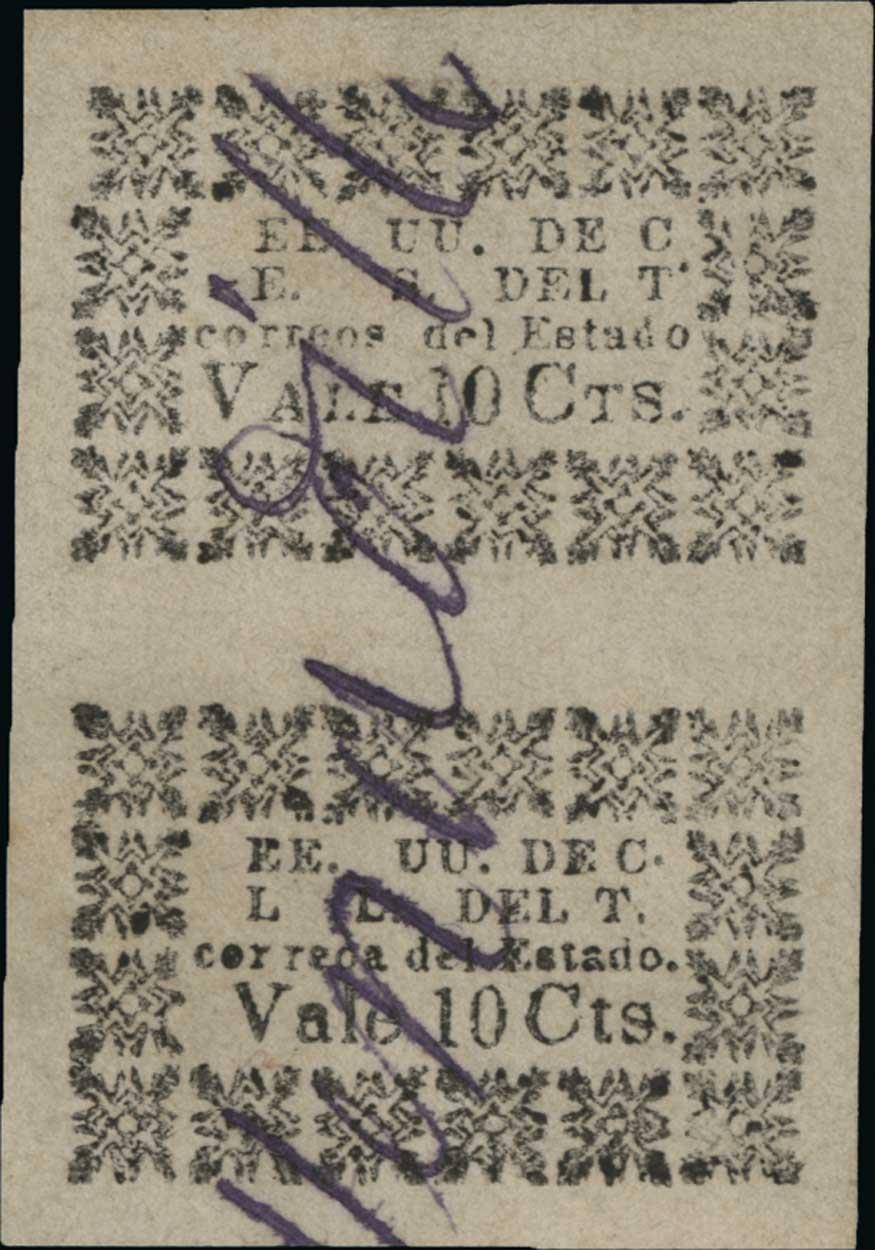 EE UU. DE C
E. S. DEL T.
correos del Estado
VALE 10 CTS.
EE. UU. DE C.
L L. DEL T.
correoa del Estado.
Vale 10 Cts.